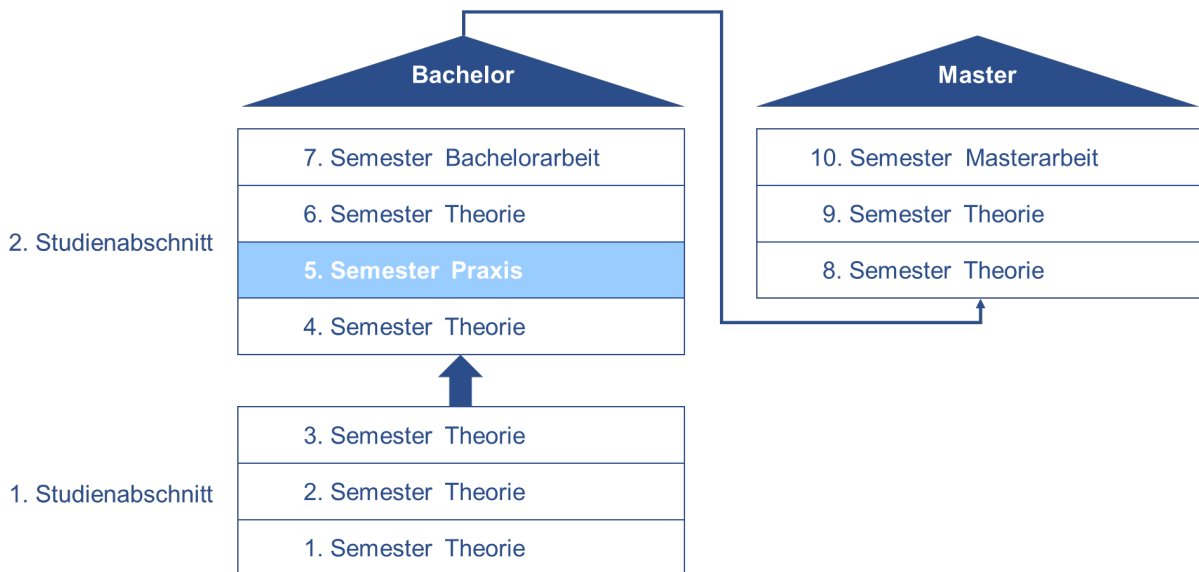 Bachelor
7. Semester Bachelorarbeit
6. Semester Theorie
2. Studienabschnitt
5. Semester Praxis
4. Semester Theorie
3. Semester Theorie
1. Studienabschnitt
2. Semester Theorie
1. Semester Theorie
Master
10. Semester Masterarbeit
9. Semester Theorie
8. Semester Theorie